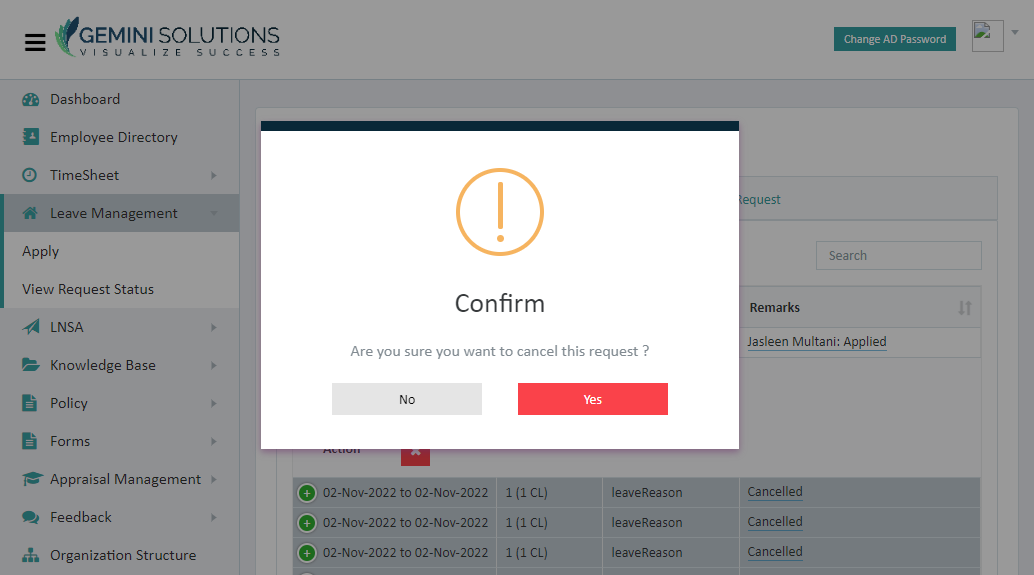 GEMINI SOLUTIONS
VISUALIZE SUCCESS
Change AD Password
Dashboard
Employee Directory
TimeSheet
Leave Management
Apply
View Request Status
LNSA
Knowledge Base
Policy
Forms
Appraisal Management
Feedback
Organization Structure
Request
Search
Remarks
Jasleen Multani: Applied
Confirm
Are you sure you want to cancel this request ?
No
Yes
Action
02-Nov-2022 to 02-Nov-2022 1 (1 CL) leaveReason Cancelled
02-Nov-2022 to 02-Nov-2022 1 (1 CL) leaveReason Cancelled
02-Nov-2022 to 02-Nov-2022 1 (1 CL) leaveReason Cancelled